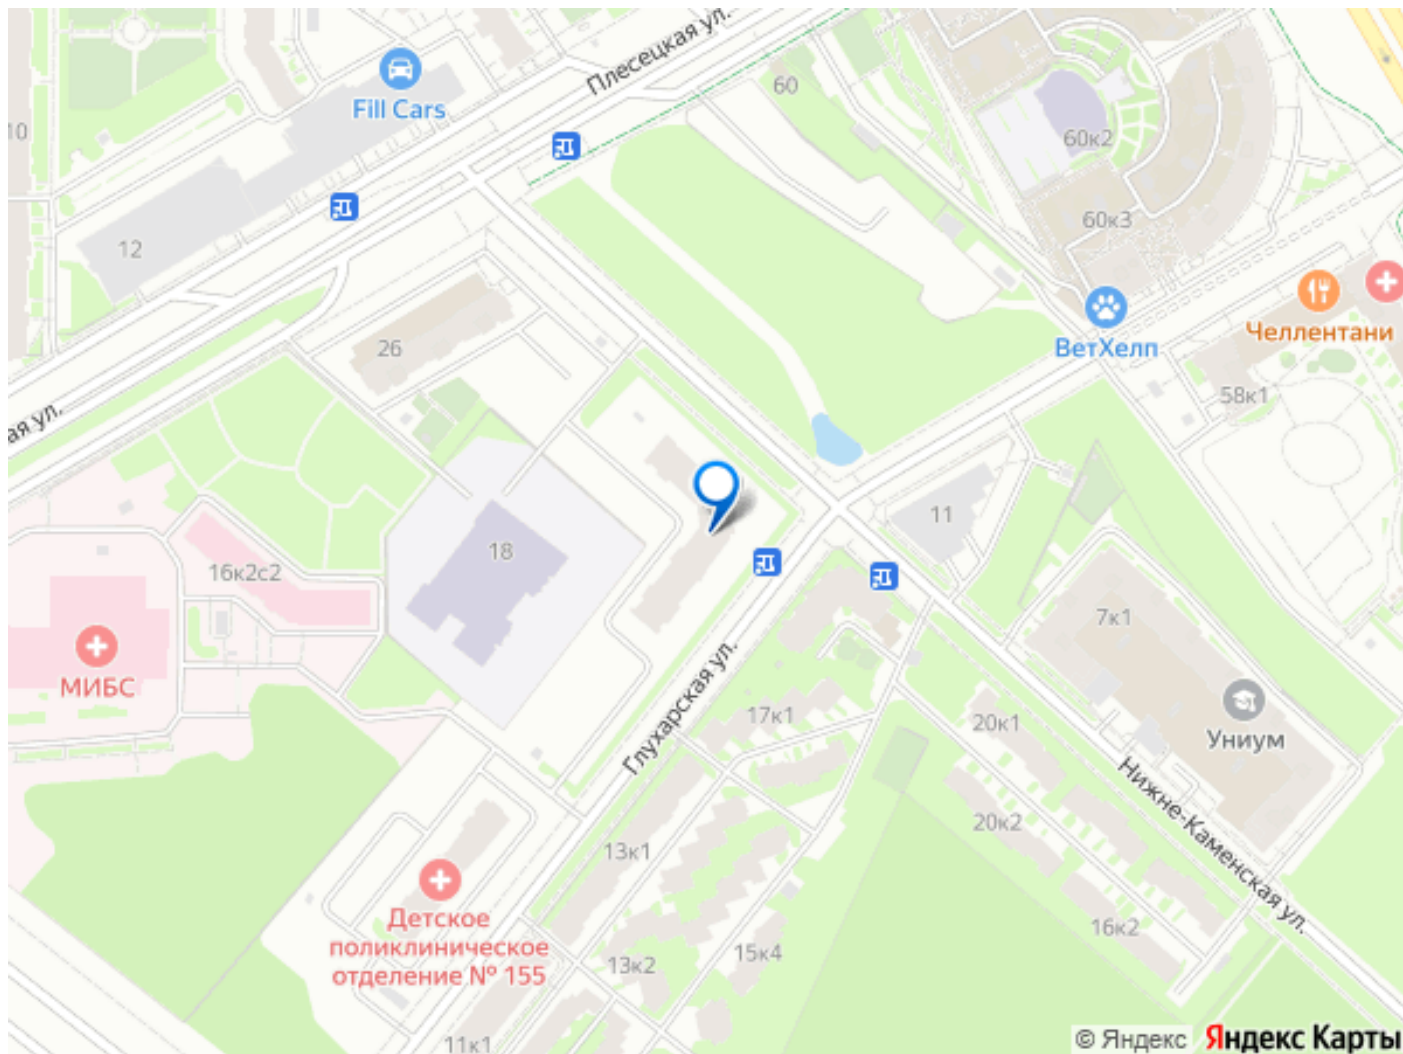 Плесецкая ул.
Fill Cars
60
10
60к2
60к3
12
Челлентани
26
ВетХелп
58к1
ая ул.
11
18
16к2с2
7к1
МИБС
Глухарская ул.
17к1
20к1
Униум
Нижне-Каменская ул.
20к2
13к1
Детское
поликлиническое
отделение № 155
16к2
15к4
13к2
11к1
© Яндекс Яндекс Карты